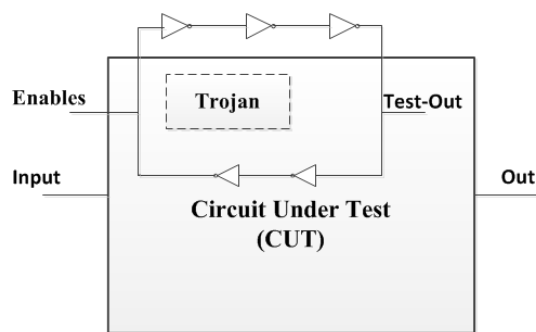 Trojan
Enables
Test-Out
Input
Out
Circuit Under Test
(CUT)